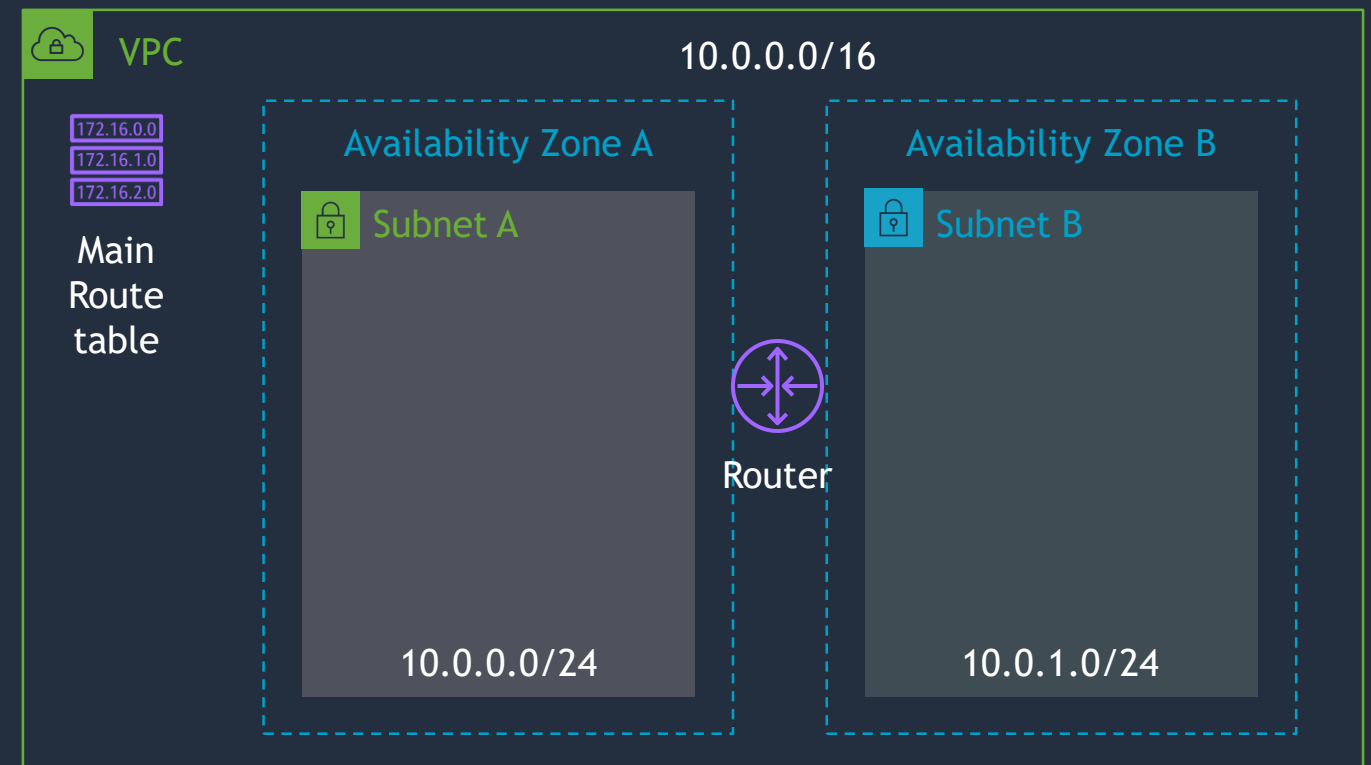 VPC
10.0.0.0/16
172.16.0.0
172.16.1.0
172.16.2.0
Main
Route
table
Availability Zone A
Subnet A
10.0.0.0/24
Router
Availability Zone B
Subnet B
10.0.1.0/24